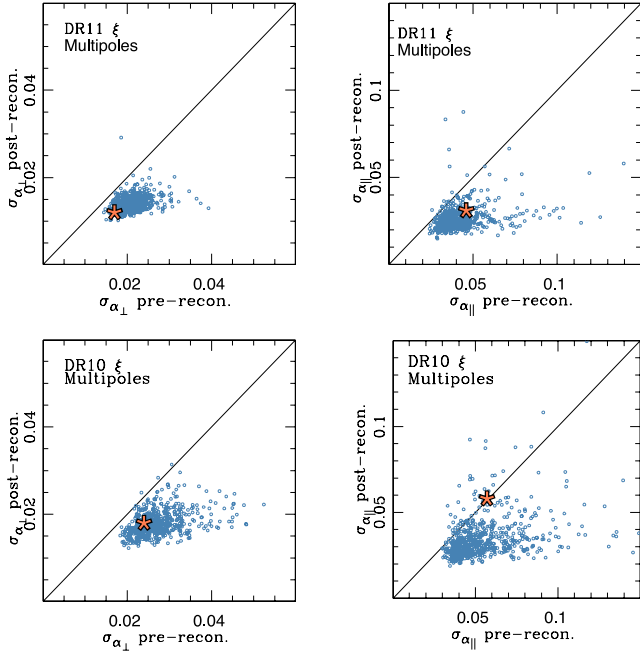 DR11 ξ
Multipoles
σα⊥ post-recon.
0.04
0.02
0.02
0.04
σα⊥ pre-recon.
DR11 ξ
Multipoles
σα∥ post-recon.
0.1
0.05
0.05
0.1
σα∥ pre-recon.
DR10 ξ
Multipoles
σα⊥ post-recon.
0.04
0.02
0.02
0.04
σα⊥ pre-recon.
DR10 ξ
Multipoles
σα∥ post-recon.
0.1
0.05
0.05
0.1
σα∥ pre-recon.